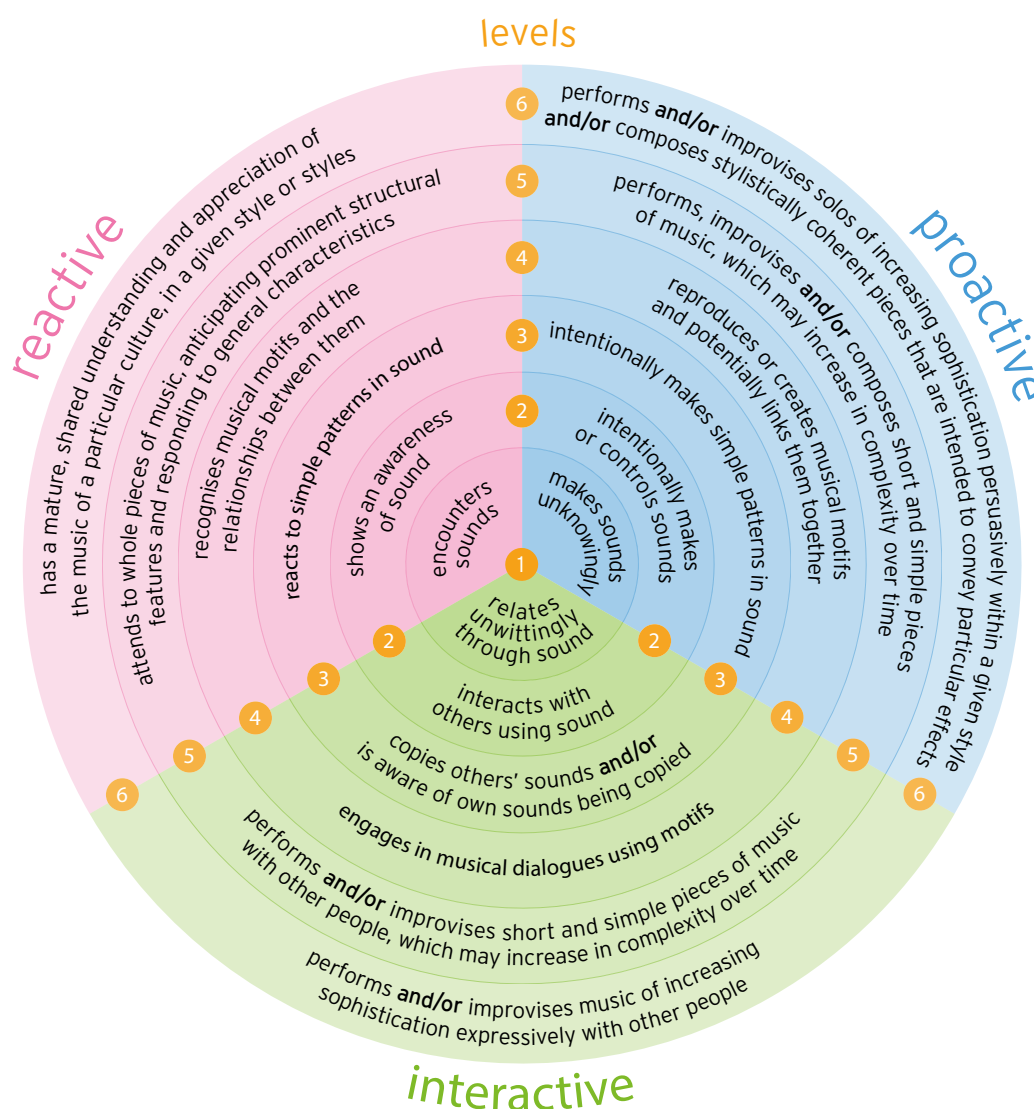 levels
reactive
proactive
interactive
6
5
4
3
2
1
2
3
4
5
6
2
3
4
5
6
has a mature, shared understanding and appreciation of
the music of a particular culture, in a given style or styles
attends to whole pieces of music, anticipating prominent structural
features and responding to general characteristics
recognises musical motifs and the
relationships between them
reacts to simple patterns in sound
shows an awareness
of sound
encounters
sounds
performs and/or improvises solos of increasing sophistication persuasively within a given style
and/or composes stylistically coherent pieces that are intended to convey particular effects
performs, improvises and/or composes short and simple pieces
of music, which may increase in complexity over time
reproduces or creates musical motifs
and potentially links them together
intentionally makes simple patterns in sound
intentionally makes
or controls sounds
makes sounds
unknowingly
relates
unwittingly
through sound
interacts with
others using sound
copies others' sounds and/or
is aware of own sounds being copied
engages in musical dialogues using motifs
performs and/or improvises short and simple pieces of music
with other people, which may increase in complexity over time
performs and/or improvises music of increasing
sophistication expressively with other people